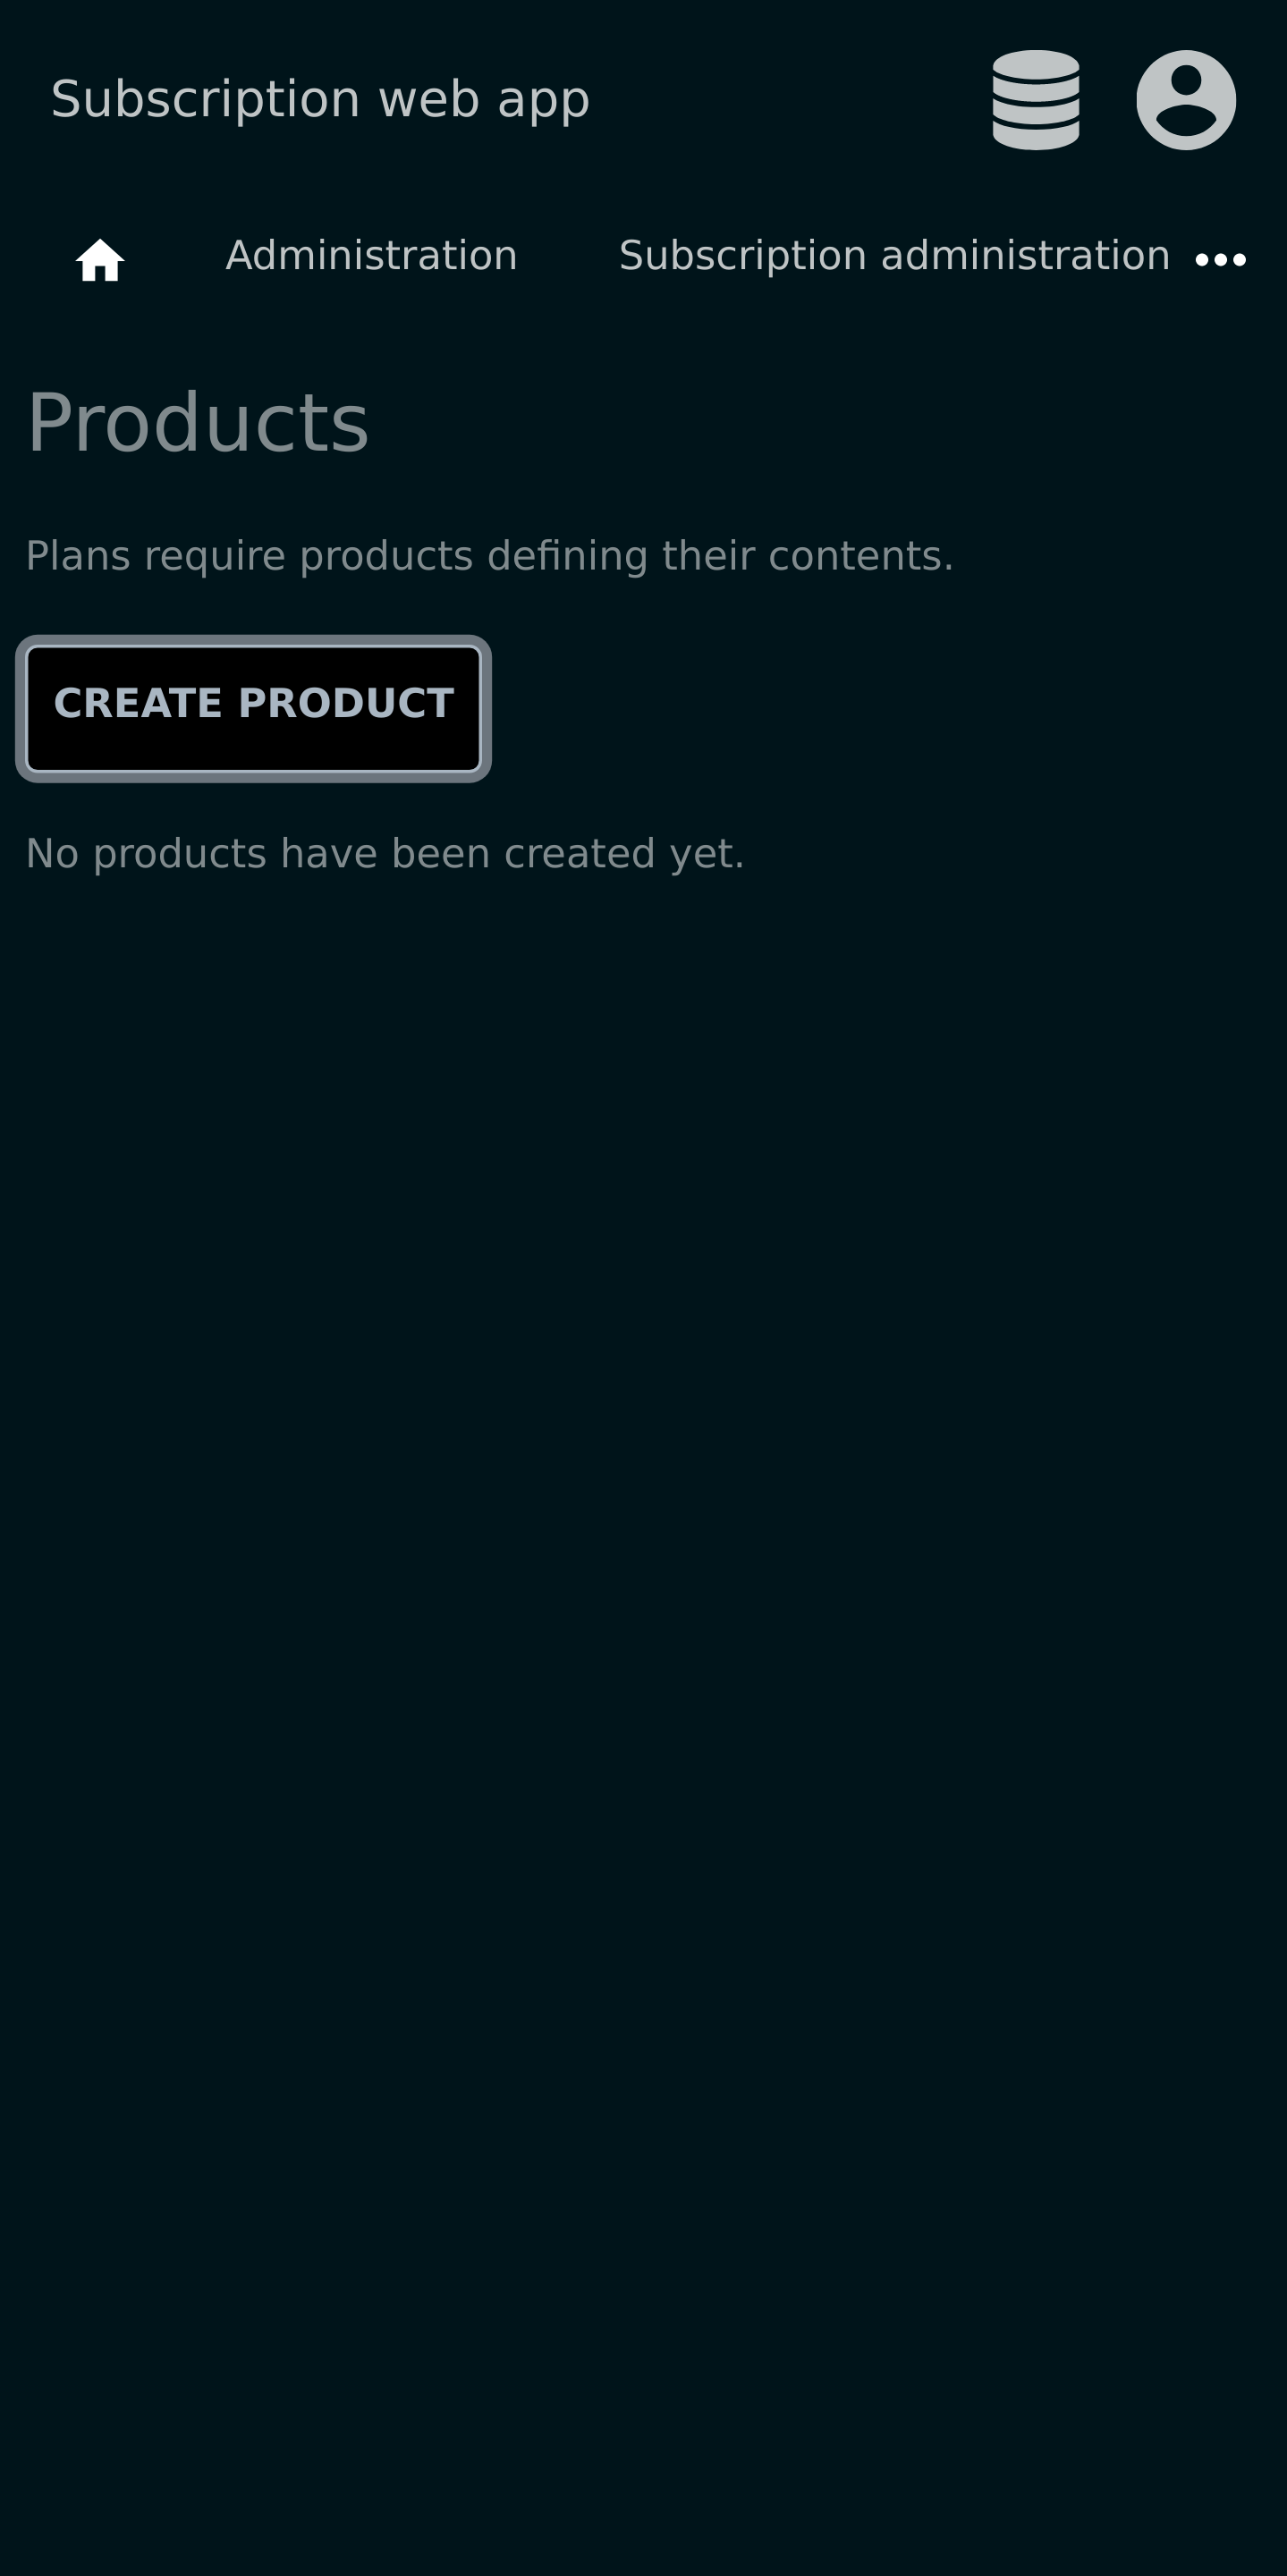 Subscription web app
Administration
Subscription administration
Products
Plans require products defining their contents.
CREATE PRODUCT
No products have been created yet.